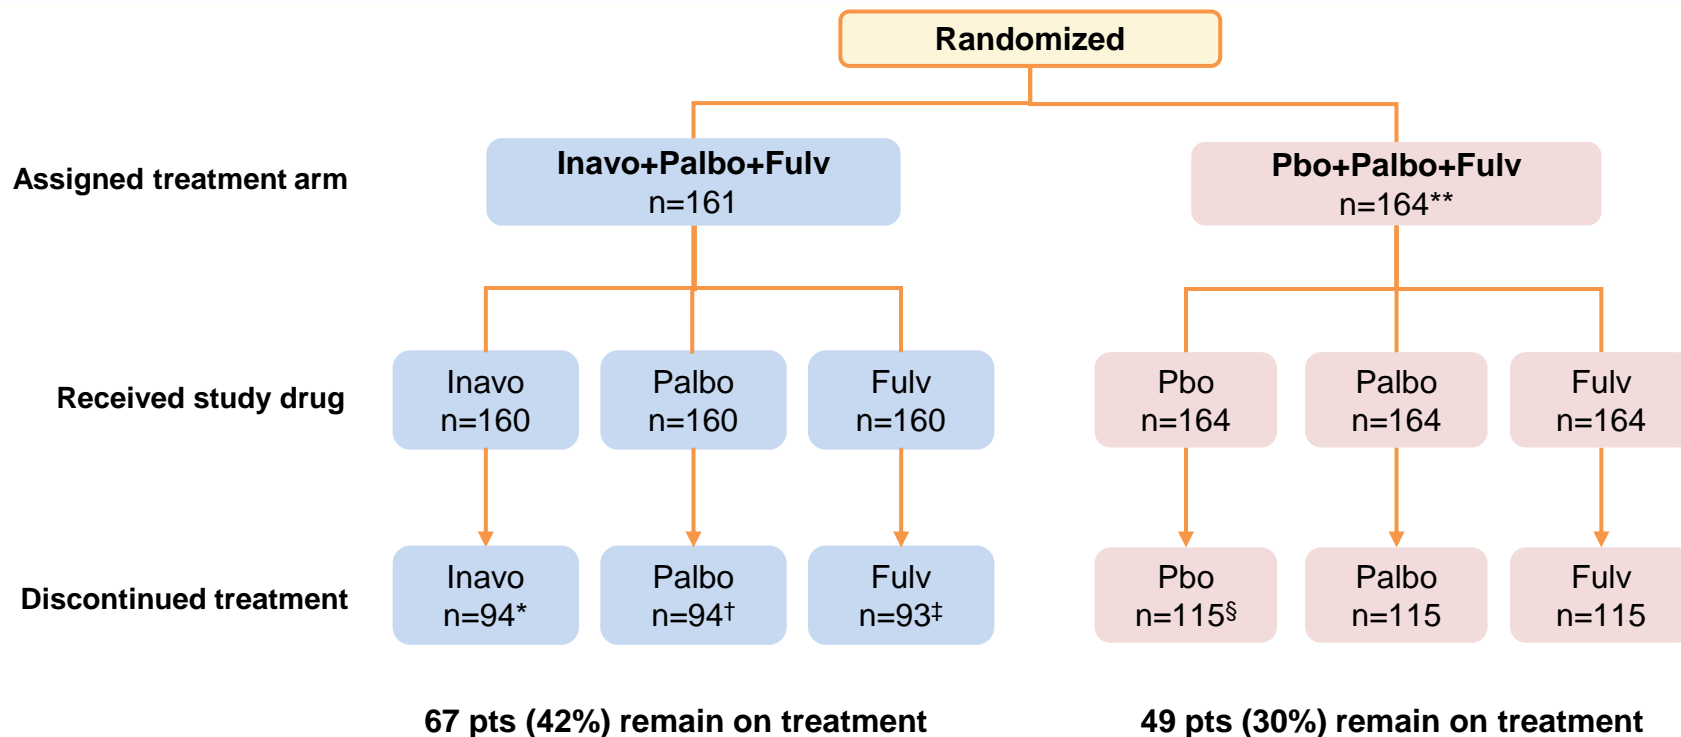 Randomized
Assigned treatment arm
Inavo+Palbo+Fulv
n=161
Pbo+Palbo+Fulv
n=164**
Received study drug
Inavo
n=160
Palbo
n=160
Fulv
n=160
Pbo
n=164
Palbo
n=164
Fulv
n=164
Discontinued treatment
Inavo
n=94*
Palbo
n=94†
Fulv
n=93‡
Pbo
n=115§
Palbo
n=115
Fulv
n=115
67 pts (42%) remain on treatment
49 pts (30%) remain on treatment